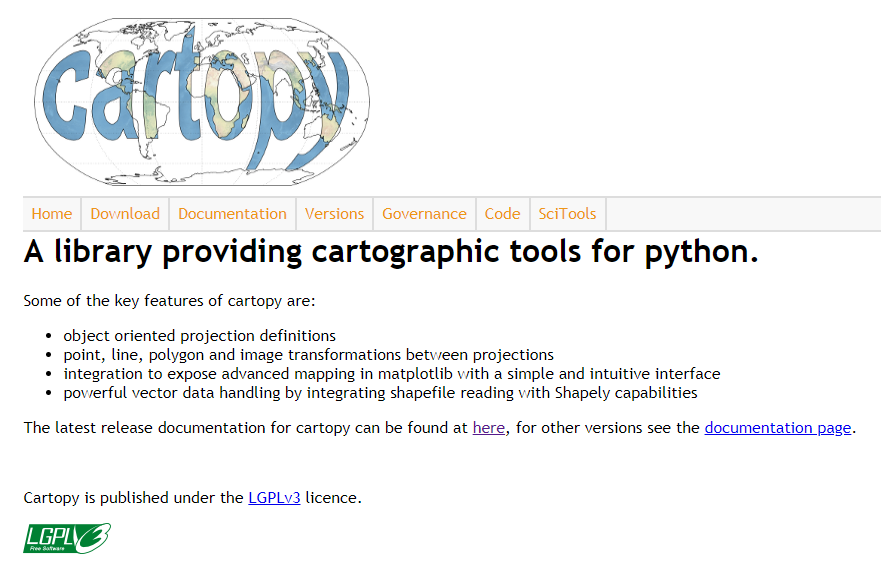 cartopy
Home Download Documentation Versions Governance Code SciTools
A library providing cartographic tools for python.
Some of the key features of cartopy are:
• object oriented projection definitions
• point, line, polygon and image transformations between projections
• integration to expose advanced mapping in matplotlib with a simple and intuitive interface
• powerful vector data handling by integrating shapefile reading with Shapely capabilities
The latest release documentation for cartopy can be found at here, for other versions see the documentation page.
Cartopy is published under the LGPLv3 licence.
LGPLv3
Free Software